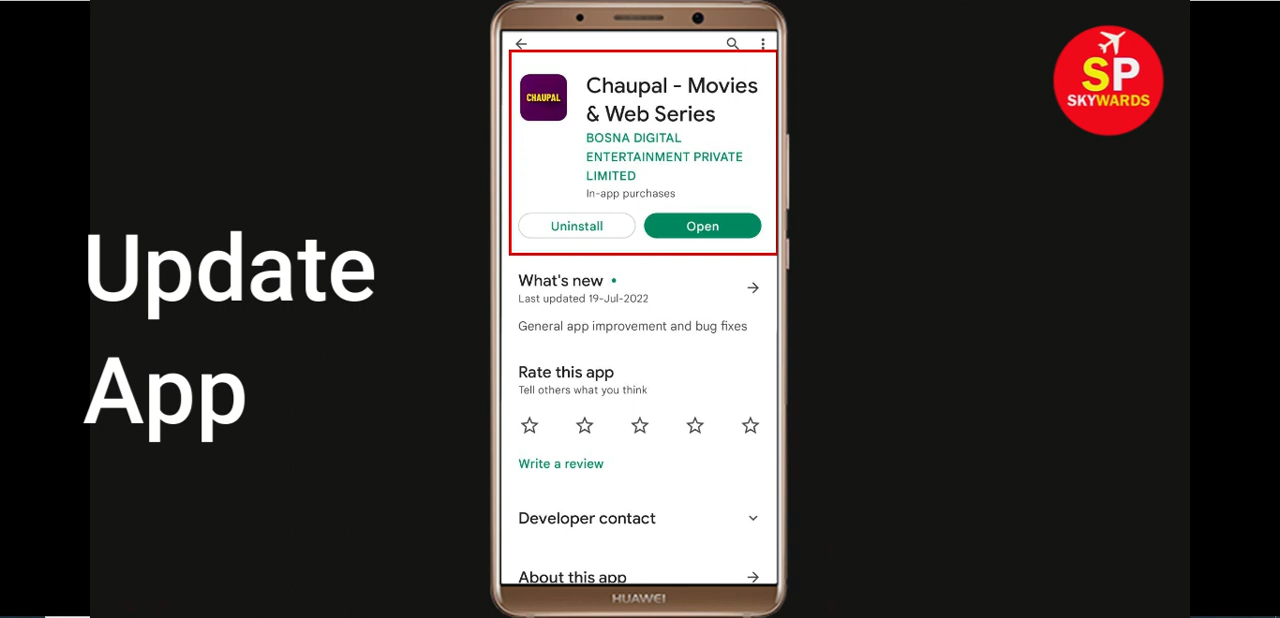 SP
SKYWARDS
CHAUPAL
Chaupal - Movies
& Web Series
BOSNA DIGITAL
ENTERTAINMENT PRIVATE
LIMITED
In-app purchases
Uninstall
Open
Update
App
What's new
Last updated 19-Jul-2022
General app improvement and bug fixes
Rate this app
Tell others what you think
Write a review
Developer contact
About this app
HUAWEI